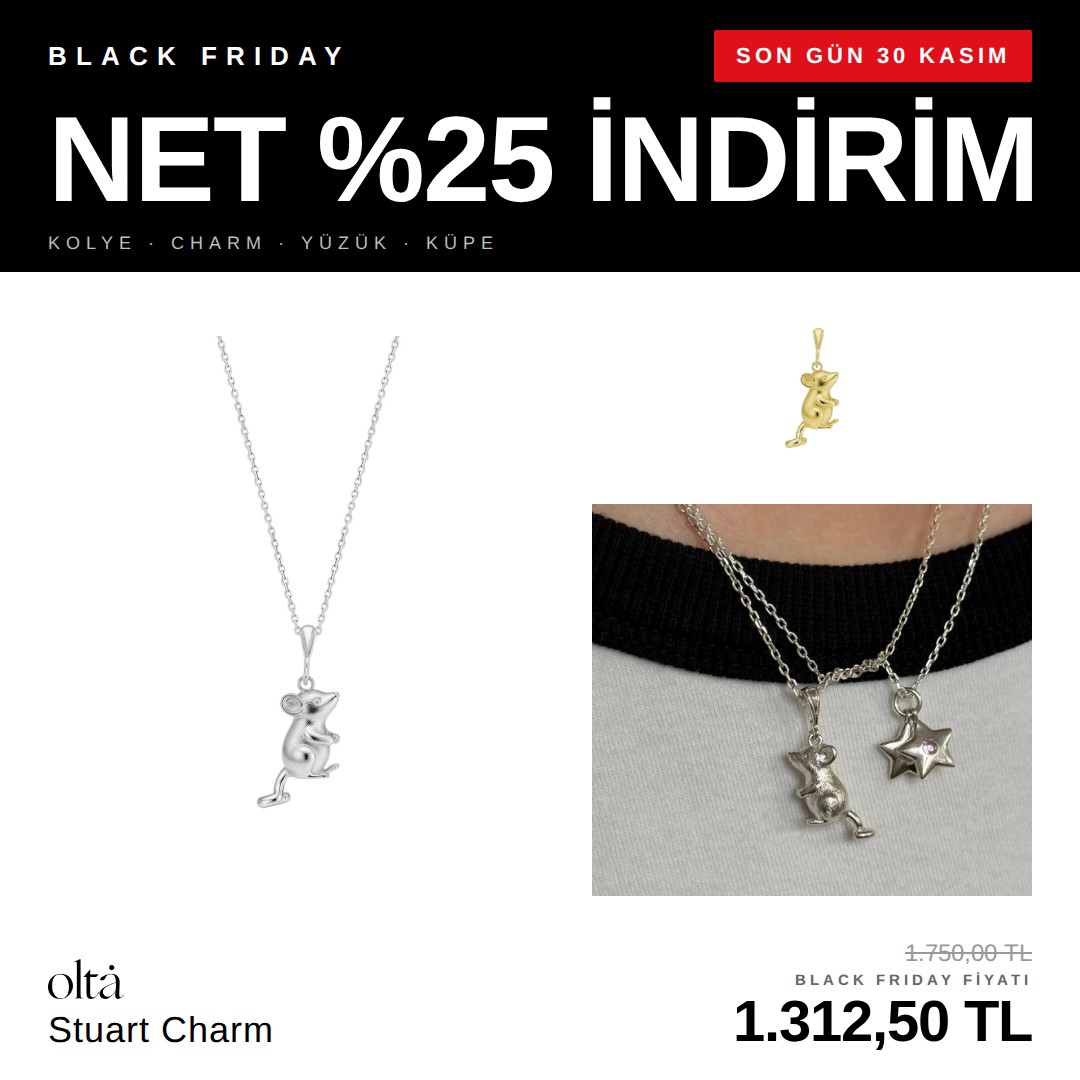 BLACK FRIDAY
SON GÜN 30 KASIM
NET %25 İNDİRİM
KOLYE · CHARM · YÜZÜK · KÜPE
olta
Stuart Charm
1.750,00 TL
BLACK FRIDAY FİYATI
1.312,50 TL